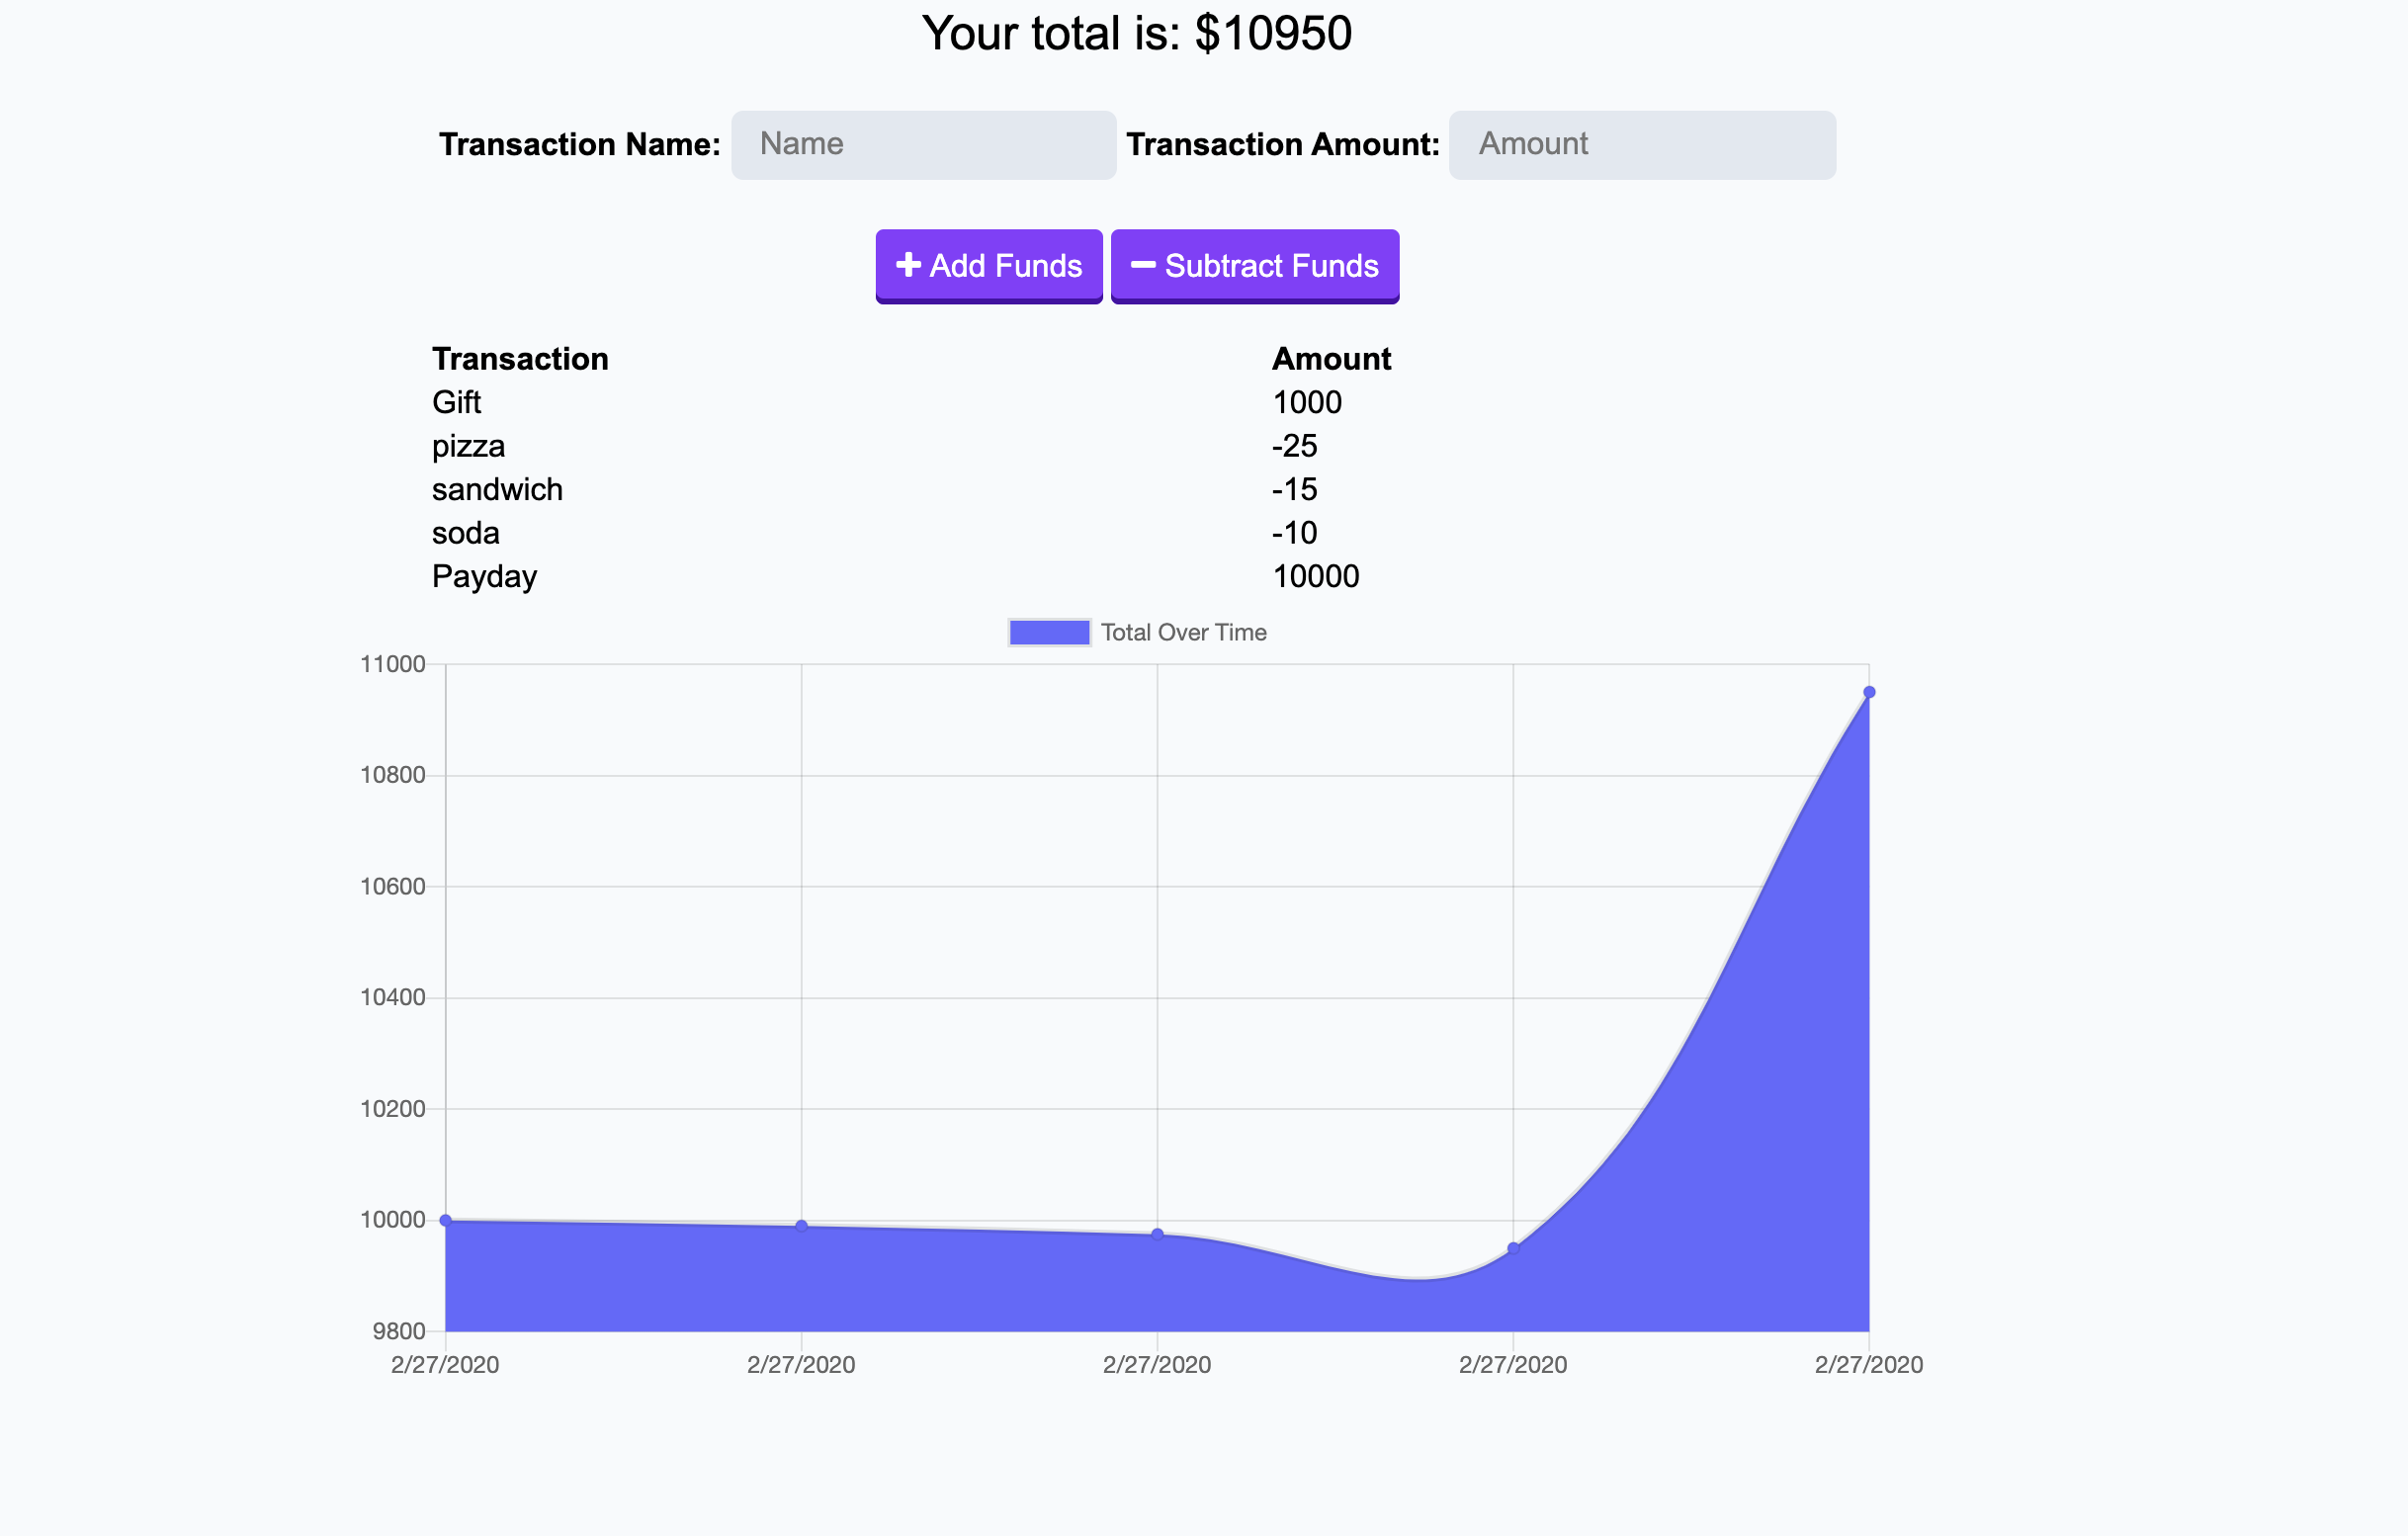 Your total is: $10950
Transaction Name: Name Transaction Amount: Amount
Add Funds Subtract Funds
Transaction Amount
Gift 1000
pizza -25
sandwich -15
soda -10
Payday 10000
Total Over Time
11000
10800
10600
10400
10200
10000
9800
2/27/2020 2/27/2020 2/27/2020 2/27/2020 2/27/2020